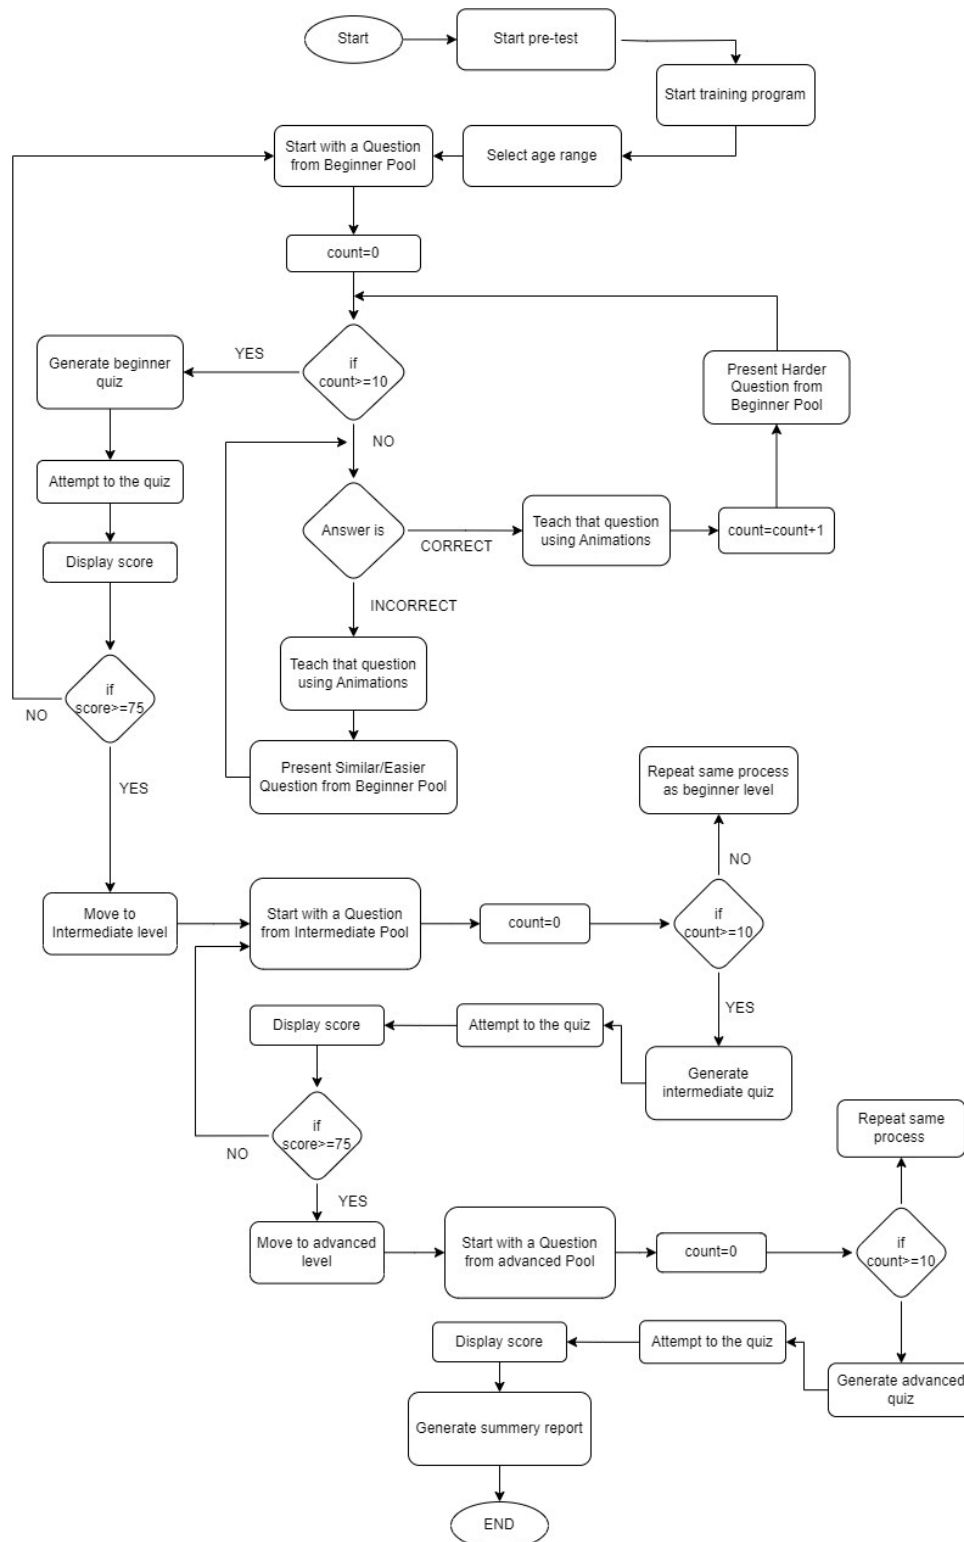 Start
Start pre-test
Start training program
Select age range
Start with a Question
from Beginner Pool
count=0
if
count>=10
YES
Generate beginner
quiz
Attempt to the quiz
Display score
if
score>=75
NO
YES
NO
Answer is
CORRECT
Teach that question
using Animations
count=count+1
Present Harder
Question from
Beginner Pool
INCORRECT
Teach that question
using Animations
Present Similar/Easier
Question from Beginner Pool
Move to
Intermediate level
Start with a Question
from Intermediate Pool
count=0
if
count>=10
NO
Repeat same process
as beginner level
YES
Generate
intermediate quiz
Attempt to the quiz
Display score
if
score>=75
NO
YES
Move to advanced
level
Start with a Question
from advanced Pool
count=0
if
count>=10
Repeat same
process
Generate advanced
quiz
Attempt to the quiz
Display score
Generate summery report
END